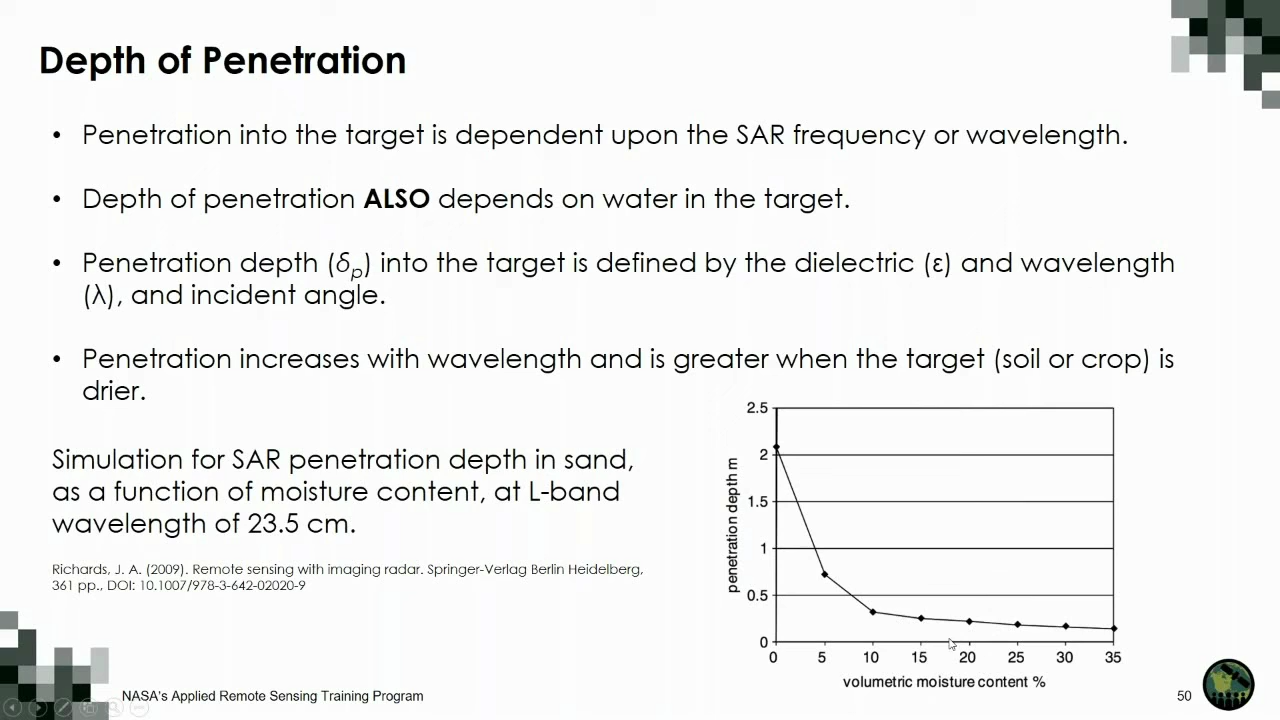 Depth of Penetration
• Penetration into the target is dependent upon the SAR frequency or wavelength.
• Depth of penetration ALSO depends on water in the target.
• Penetration depth (δp) into the target is defined by the dielectric (ε) and wavelength
(λ), and incident angle.
• Penetration increases with wavelength and is greater when the target (soil or crop) is
drier.
Simulation for SAR penetration depth in sand,
as a function of moisture content, at L-band
wavelength of 23.5 cm.
Richards, J. A. (2009). Remote sensing with imaging radar. Springer-Verlag Berlin Heidelberg,
361 pp., DOI: 10.1007/978-3-642-02020-9
penetration depth m
2.5
2
1.5
1
0.5
0
0 5 10 15 20 25 30 35
volumetric moisture content %
NASA's Applied Remote Sensing Training Program
50